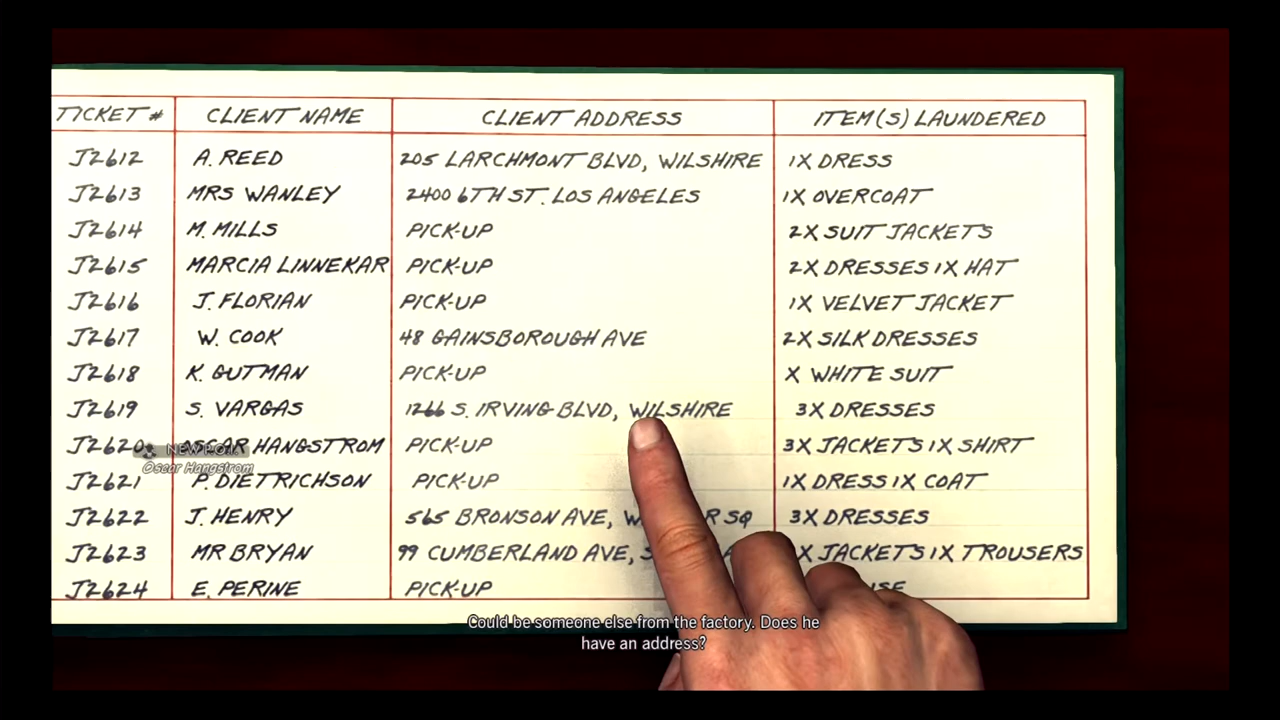 TICKET # CLIENT NAME CLIENT ADDRESS ITEM(S) LAUNDERED
J2612 A. REED 205 LARCHMONT BLVD, WILSHIRE 1X DRESS
J2613 MRS WANLEY 2400 6TH ST. LOS ANGELES 1X OVERCOAT
J2614 M. MILLS PICK-UP 2X SUIT JACKETS
J2615 MARCIA LINNEKAR PICK-UP 2X DRESSES 1X HAT
J2616 J. FLORIAN PICK-UP 1X VELVET JACKET
J2617 W. COOK 48 GAINSBOROUGH AVE 2X SILK DRESSES
J2618 K. GUTMAN PICK-UP X WHITE SUIT
J2619 S. VARGAS 1266 S. IRVING BLVD, WILSHIRE 3X DRESSES
J2620 OSCAR HANGSTROM PICK-UP 3X JACKETS 1X SHIRT
Oscar Hangstrom
J2621 P. DIETRICHSON PICK-UP 1X DRESS 1X COAT
J2622 J. HENRY 565 BRONSON AVE, SQ 3X DRESSES
J2623 MR BRYAN 99 CUMBERLAND AVE, X JACKETS 1X TROUSERS
J2624 E. PERINE PICK-UP
Could be someone else from the factory. Does he
have an address?